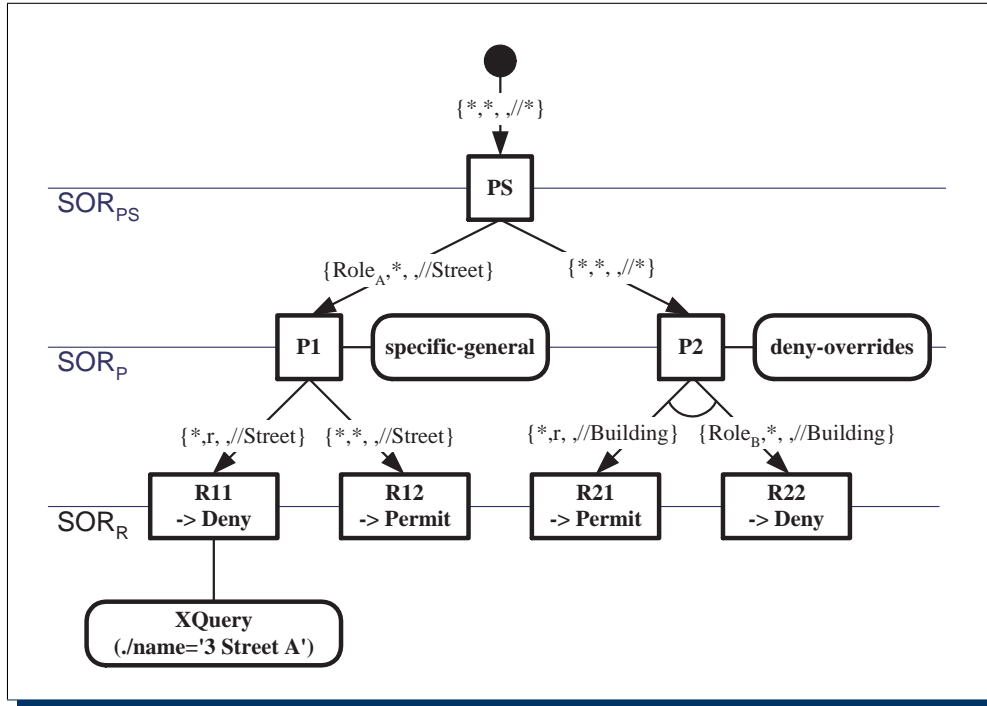 {*,*, ,//*}
PS
SOR_PS
{Role_A,*, ,//Street}
{*,*, ,//*}
P1
specific-general
P2
deny-overrides
SOR_P
{*,r, ,//Street}
{*,*, ,//Street}
{*,r, ,//Building}
{Role_B,*, ,//Building}
R11
-> Deny
R12
-> Permit
R21
-> Permit
R22
-> Deny
SOR_R
XQuery
(./name='3 Street A')